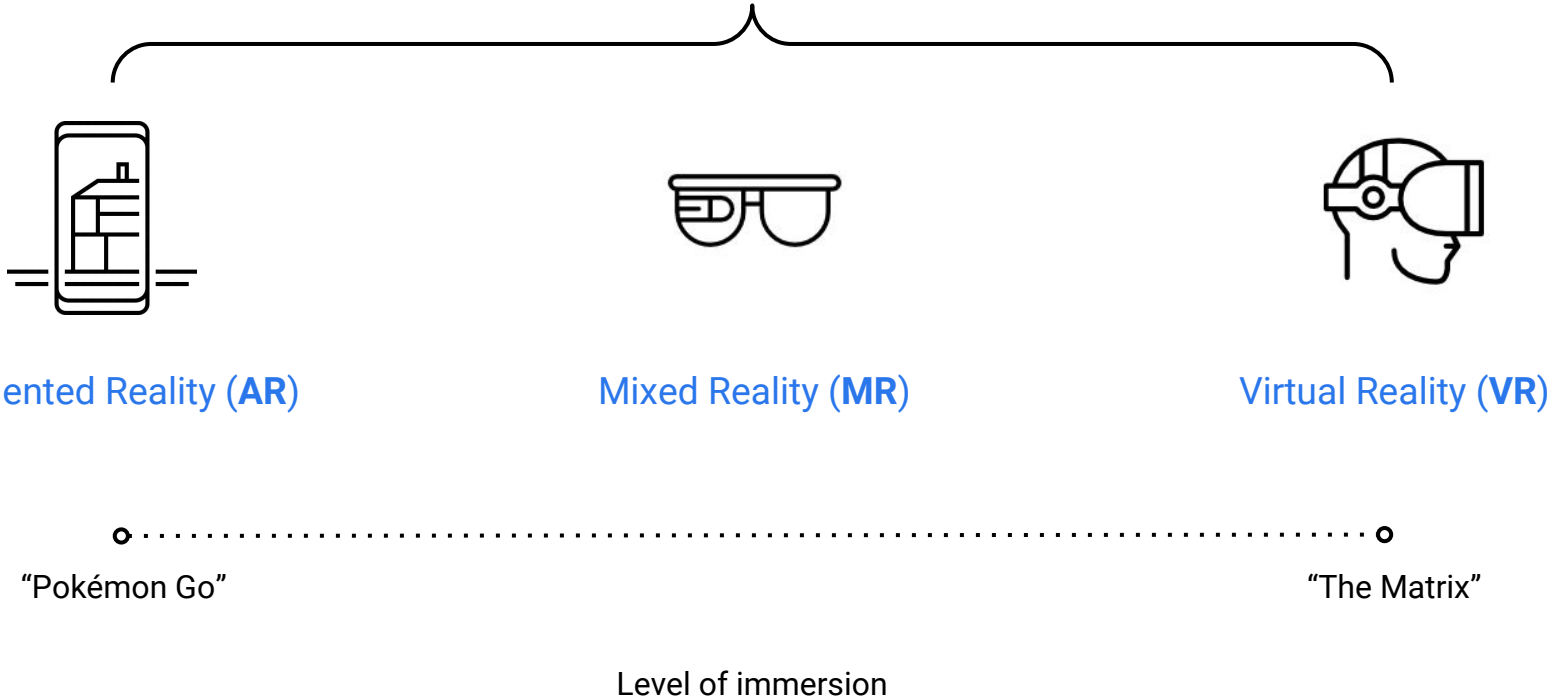 ented Reality (AR)
Mixed Reality (MR)
Virtual Reality (VR)
“Pokémon Go”
“The Matrix”
Level of immersion